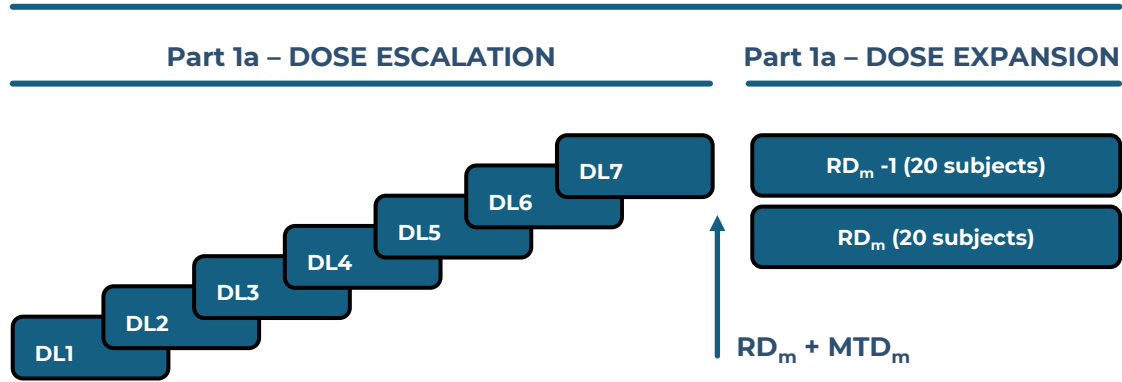 Part 1a – DOSE ESCALATION
Part 1a – DOSE EXPANSION
DL1
DL2
DL3
DL4
DL5
DL6
DL7
RDm -1 (20 subjects)
RDm (20 subjects)
RDm + MTDm